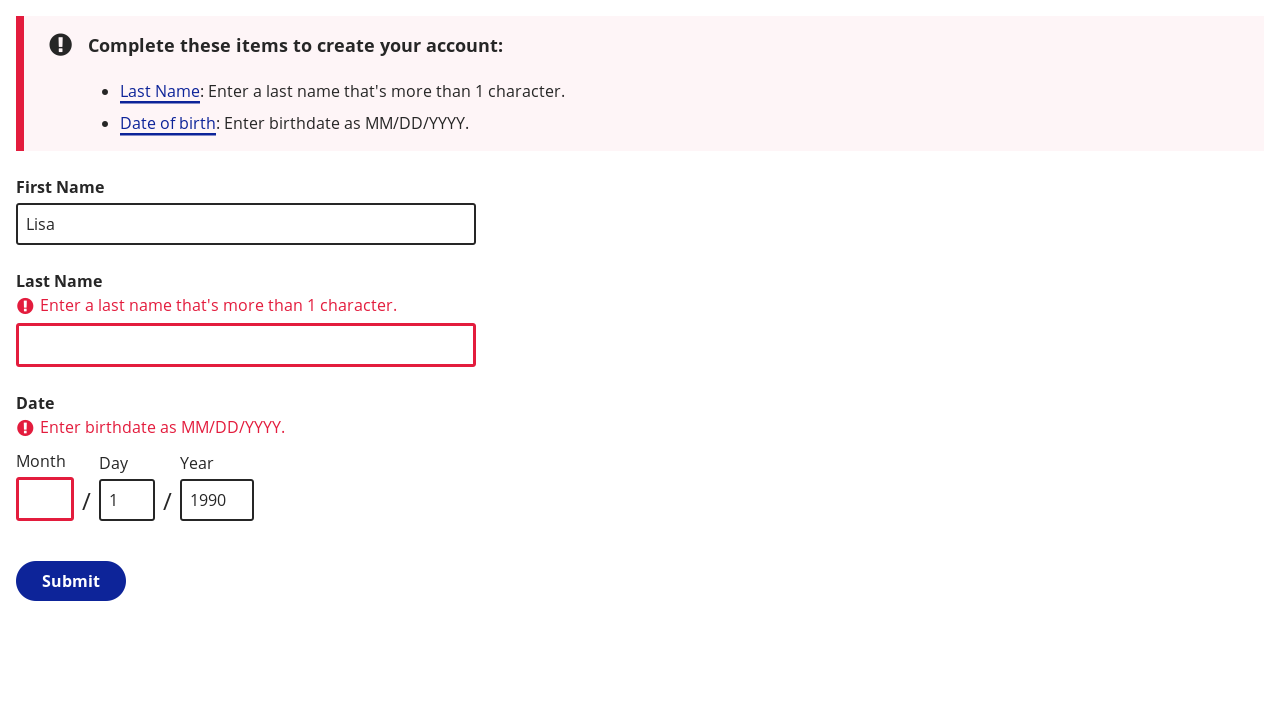 Complete these items to create your account:
Last Name: Enter a last name that's more than 1 character.
Date of birth: Enter birthdate as MM/DD/YYYY.
First Name
Lisa
Last Name
Enter a last name that's more than 1 character.
Date
Enter birthdate as MM/DD/YYYY.
Month Day Year
/ 1 / 1990
Submit